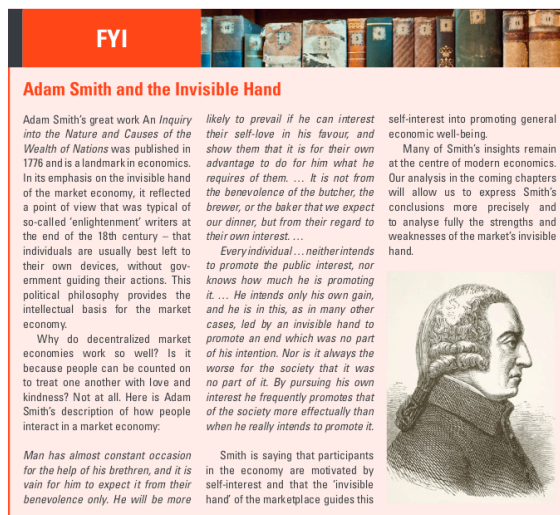 FYI
Adam Smith and the Invisible Hand
Adam Smith's great work An Inquiry
into the Nature and Causes of the
Wealth of Nations was published in
1776 and is a landmark in economics.
In its emphasis on the invisible hand
of the market economy, it reflected
a point of view that was typical of
so-called 'enlightenment' writers at
the end of the 18th century – that
individuals are usually best left to
their own devices, without gov-
ernment guiding their actions. This
political philosophy provides the
intellectual basis for the market
economy.
Why do decentralized market
economies work so well? Is it
because people can be counted on
to treat one another with love and
kindness? Not at all. Here is Adam
Smith's description of how people
interact in a market economy:
Man has almost constant occasion
for the help of his brethren, and it is
vain for him to expect it from their
benevolence only. He will be more
likely to prevail if he can interest
their self-love in his favour, and
show them that it is for their own
advantage to do for him what he
requires of them. … It is not from
the benevolence of the butcher, the
brewer, or the baker that we expect
our dinner, but from their regard to
their own interest. …
Every individual … neither intends
to promote the public interest, nor
knows how much he is promoting
it. … He intends only his own gain,
and he is in this, as in many other
cases, led by an invisible hand to
promote an end which was no part
of his intention. Nor is it always the
worse for the society that it was
no part of it. By pursuing his own
interest he frequently promotes that
of the society more effectually than
when he really intends to promote it.
Smith is saying that participants
in the economy are motivated by
self-interest and that the 'invisible
hand' of the marketplace guides this
self-interest into promoting general
economic well-being.
Many of Smith's insights remain
at the centre of modern economics.
Our analysis in the coming chapters
will allow us to express Smith's
conclusions more precisely and
to analyse fully the strengths and
weaknesses of the market's invisible
hand.